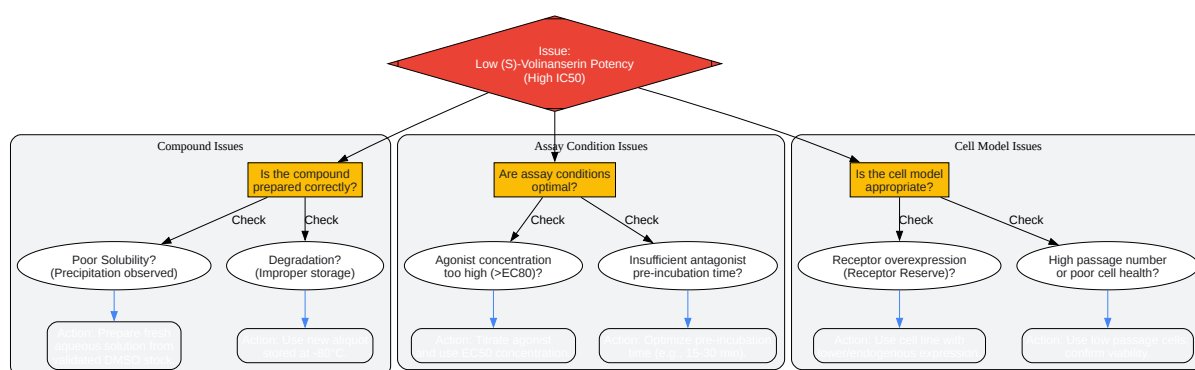 Issue:
Low (S)-Volinanserin Potency
(High IC50)
Compound Issues
Assay Condition Issues
Cell Model Issues
Is the compound
prepared correctly?
Are assay conditions
optimal?
Is the cell model
appropriate?
Check
Check
Check
Check
Check
Check
Poor Solubility?
(Precipitation observed)
Degradation?
(Improper storage)
Agonist concentration
too high (>EC80)?
Insufficient antagonist
pre-incubation time?
Receptor overexpression
(Receptor Reserve)?
High passage number
or poor cell health?
Action: Prepare fresh
aqueous solution from
validated DMSO stock.
Action: Use new aliquot
stored at -80°C.
Action: Titrate agonist
and use EC50 concentration.
Action: Optimize pre-incubation
time (e.g., 15-30 min).
Action: Use cell line with
expression.
Action: Use low passage cells,
confirm viability.